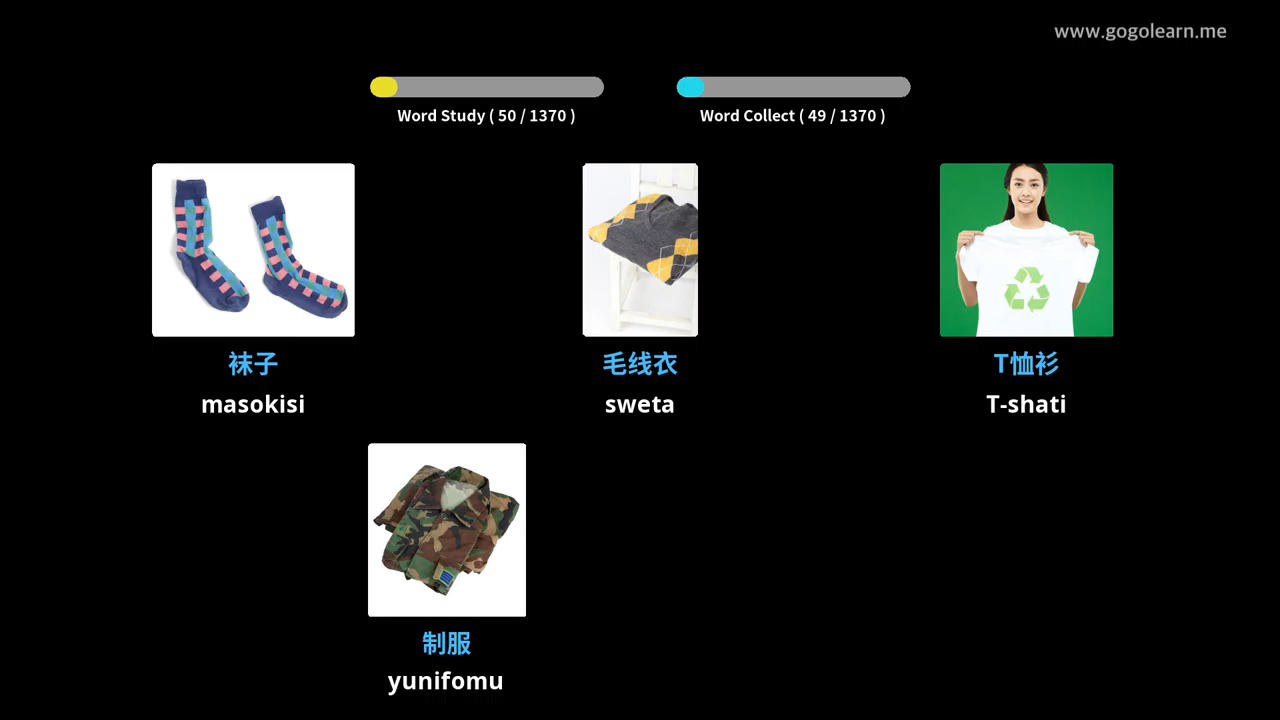 www.gogolearn.me
Word Study ( 50 / 1370 )
Word Collect ( 49 / 1370 )
袜子
masokisi
毛线衣
sweta
T恤衫
T-shati
制服
yunifomu